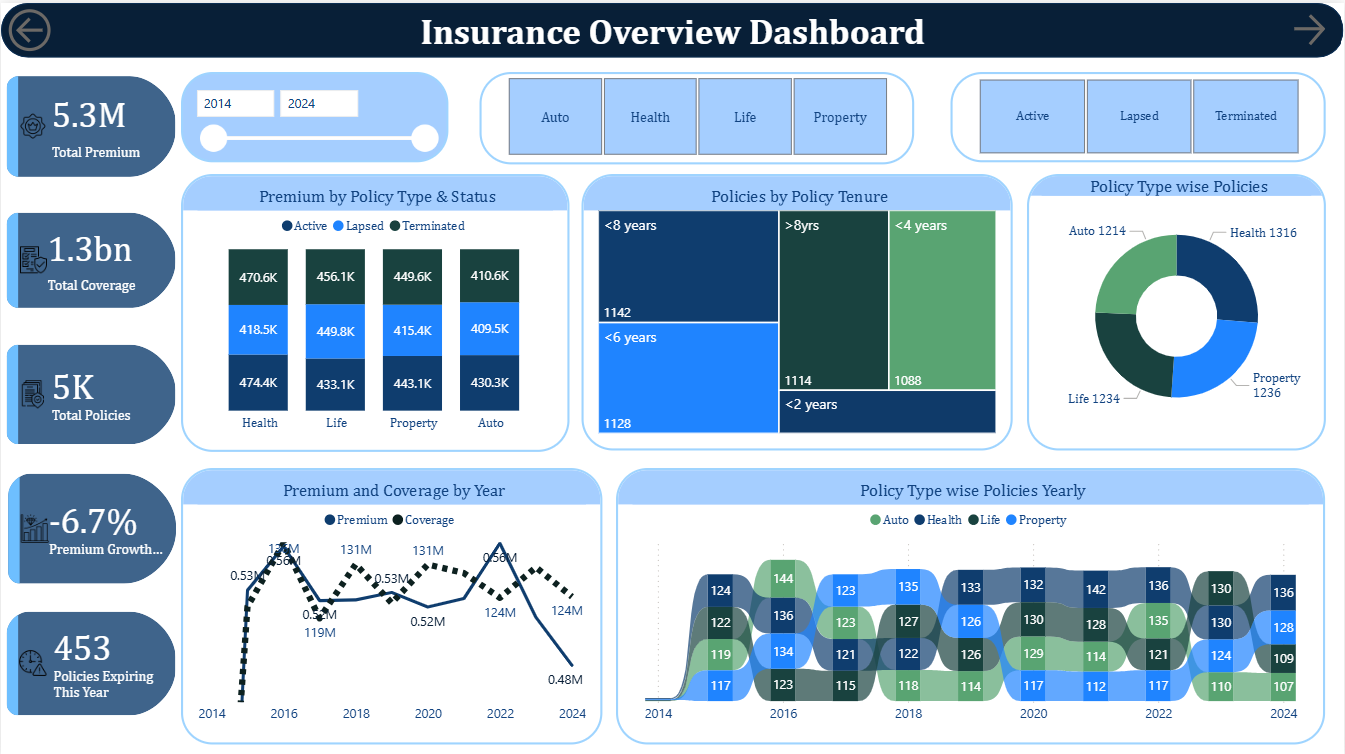 Insurance Overview Dashboard
5.3M
Total Premium
1.3bn
Total Coverage
5K
Total Policies
-6.7%
Premium Growth...
453
Policies Expiring
This Year
2014
2024
Auto
Health
Life
Property
Active
Lapsed
Terminated
Premium by Policy Type & Status
Active Lapsed Terminated
470.6K 456.1K 449.6K 410.6K
418.5K 449.8K 415.4K 409.5K
474.4K 433.1K 443.1K 430.3K
Health Life Property Auto
Policies by Policy Tenure
<8 years
1142
<6 years
1128
>8yrs
1114
<4 years
1088
<2 years
Policy Type wise Policies
Auto 1214
Health 1316
Life 1234
Property
1236
Premium and Coverage by Year
Premium Coverage
0.53M
0.56M
0.52M
119M
131M
0.53M
131M
0.52M
0.56M
124M
124M
0.48M
2014 2016 2018 2020 2022 2024
Policy Type wise Policies Yearly
Auto Health Life Property
124 144 123 135 133 132 142 136 130 136
122 136 123 127 126 130 128 135 130 128
119 134 121 122 126 129 114 121 124 109
117 123 115 118 114 117 112 117 110 107
2014 2016 2018 2020 2022 2024